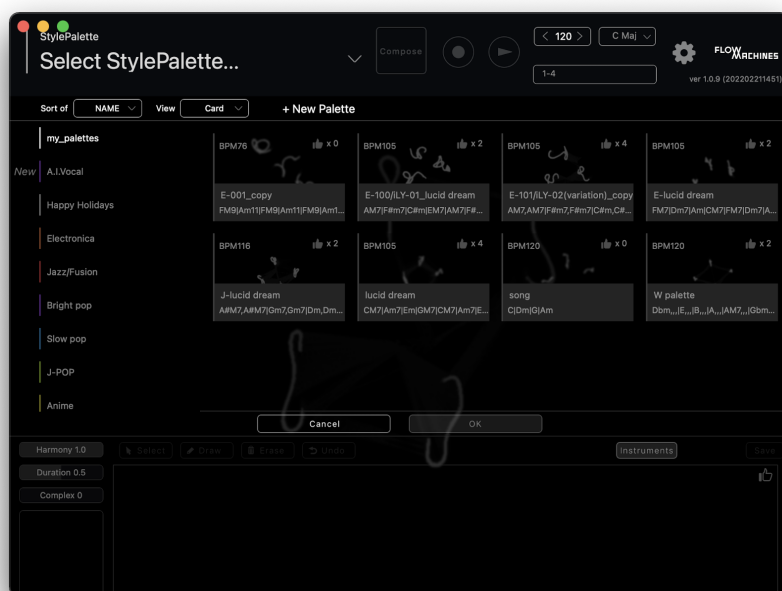 StylePalette
Select StylePalette...
Compose
< 120 >
C Maj
1-4
FLOW MACHINES
ver 1.0.9 (202202211451)
Sort of
NAME
View
Card
+ New Palette
my_palettes
New A.I.Vocal
Happy Holidays
Electronica
Jazz/Fusion
Bright pop
Slow pop
J-POP
Anime
BPM76 x 0
E-001_copy
FM9|Am11|FM9|Am11|FM9|Am1...
BPM105 x 2
E-100/iLY-01_lucid dream
AM7|F#m7|C#m|EM7|AM7|F#...
BPM105 x 4
E-101/iLY-02(variation)_copy
AM7,AM7|F#m7,F#m7|C#m,C#...
BPM105 x 2
E-lucid dream
FM7|Dm7|Am|CM7|FM7|Dm7|A...
BPM116 x 2
J-lucid dream
A#M7,A#M7|Gm7,Gm7|Dm,Dm...
BPM105 x 4
lucid dream
CM7|Am7|Em|GM7|CM7|Am7|E...
BPM120 x 0
song
C|Dm|G|Am
BPM120 x 2
W palette
Dbm,,,|E,,,|B,,,|A,,,|AM7,,,|Gbm...
Cancel
OK
Harmony 1.0
Select
Draw
Erase
Undo
Instruments
Save
Duration 0.5
Complex 0